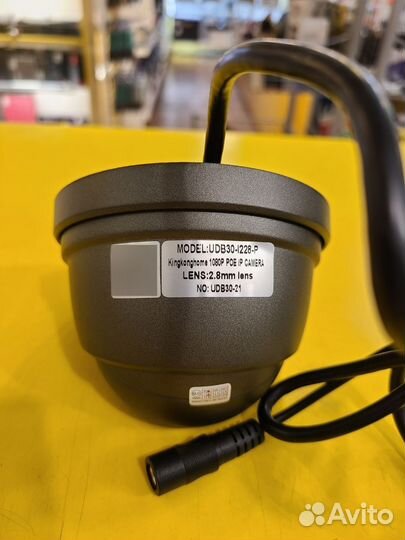 MODEL:UDB30-I228-P
Kingkonghome 1080P POE IP CAMERA
LENS:2.8mm lens
NO: UDB30-21
Avito